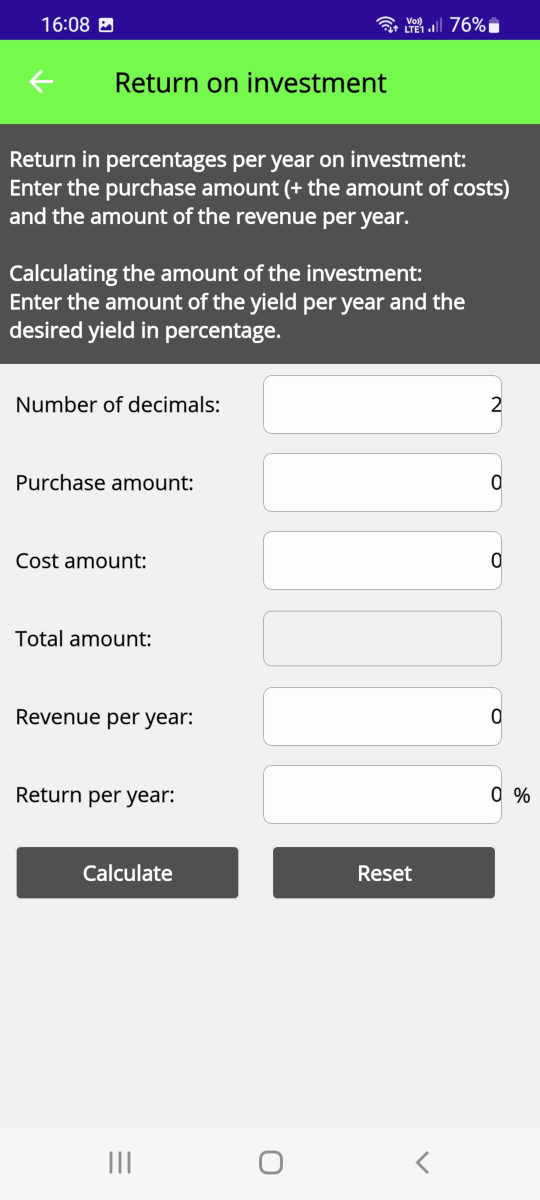 16:08
Vo)) LTE1 76%
Return on investment
Return in percentages per year on investment:
Enter the purchase amount (+ the amount of costs)
and the amount of the revenue per year.
Calculating the amount of the investment:
Enter the amount of the yield per year and the
desired yield in percentage.
Number of decimals: 2
Purchase amount: 0
Cost amount: 0
Total amount:
Revenue per year: 0
Return per year: 0 %
Calculate Reset